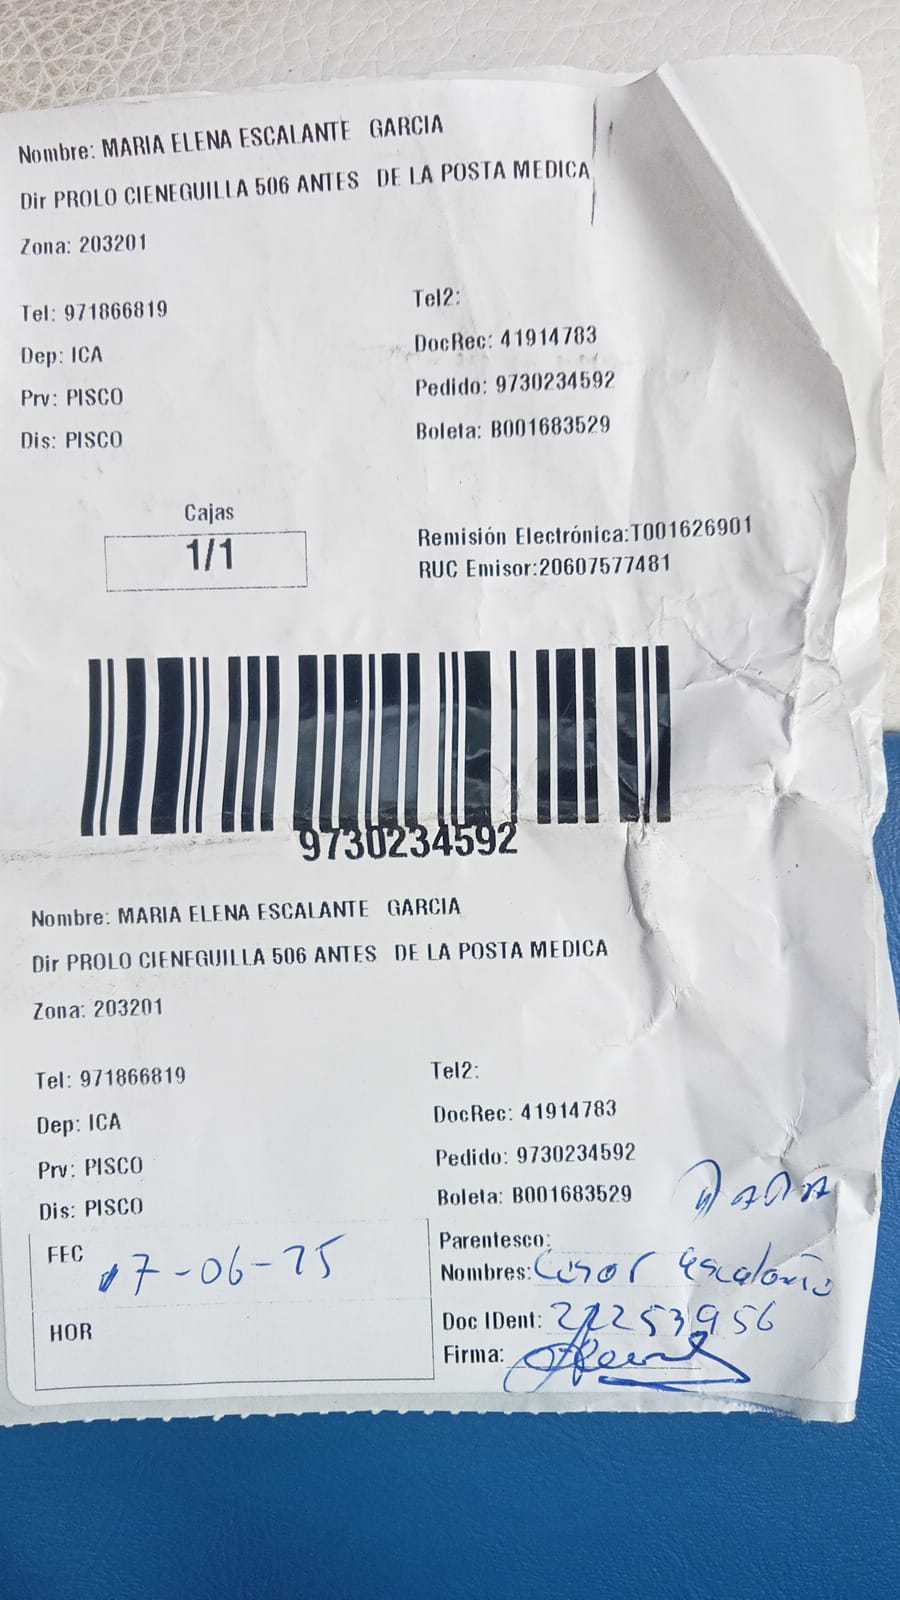 Nombre: MARIA ELENA ESCALANTE GARCIA
Dir PROLO CIENEGUILLA 506 ANTES DE LA POSTA MEDICA
Zona: 203201
Tel: 971866819
Tel2:
Dep: ICA
DocRec: 41914783
Prv: PISCO
Pedido: 9730234592
Dis: PISCO
Boleta: B001683529
Cajas
1/1
Remisión Electrónica:T001626901
RUC Emisor:20607577481
9730234592
Nombre: MARIA ELENA ESCALANTE GARCIA
Dir PROLO CIENEGUILLA 506 ANTES DE LA POSTA MEDICA
Zona: 203201
Tel: 971866819
Tel2:
Dep: ICA
DocRec: 41914783
Prv: PISCO
Pedido: 9730234592
Dis: PISCO
Boleta: B001683529
FEC
07-06-25
Parentesco:
Nombres: Cesar Escalante
HOR
Doc IDent: 22253956
Firma: